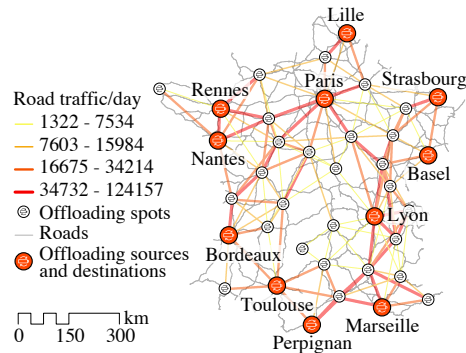 Lille
Paris
Strasbourg
Rennes
Nantes
Basel
Lyon
Bordeaux
Toulouse
Marseille
Perpignan
Road traffic/day
1322 - 7534
7603 - 15984
16675 - 34214
34732 - 124157
Offloading spots
Roads
Offloading sources
and destinations
km
0 150 300